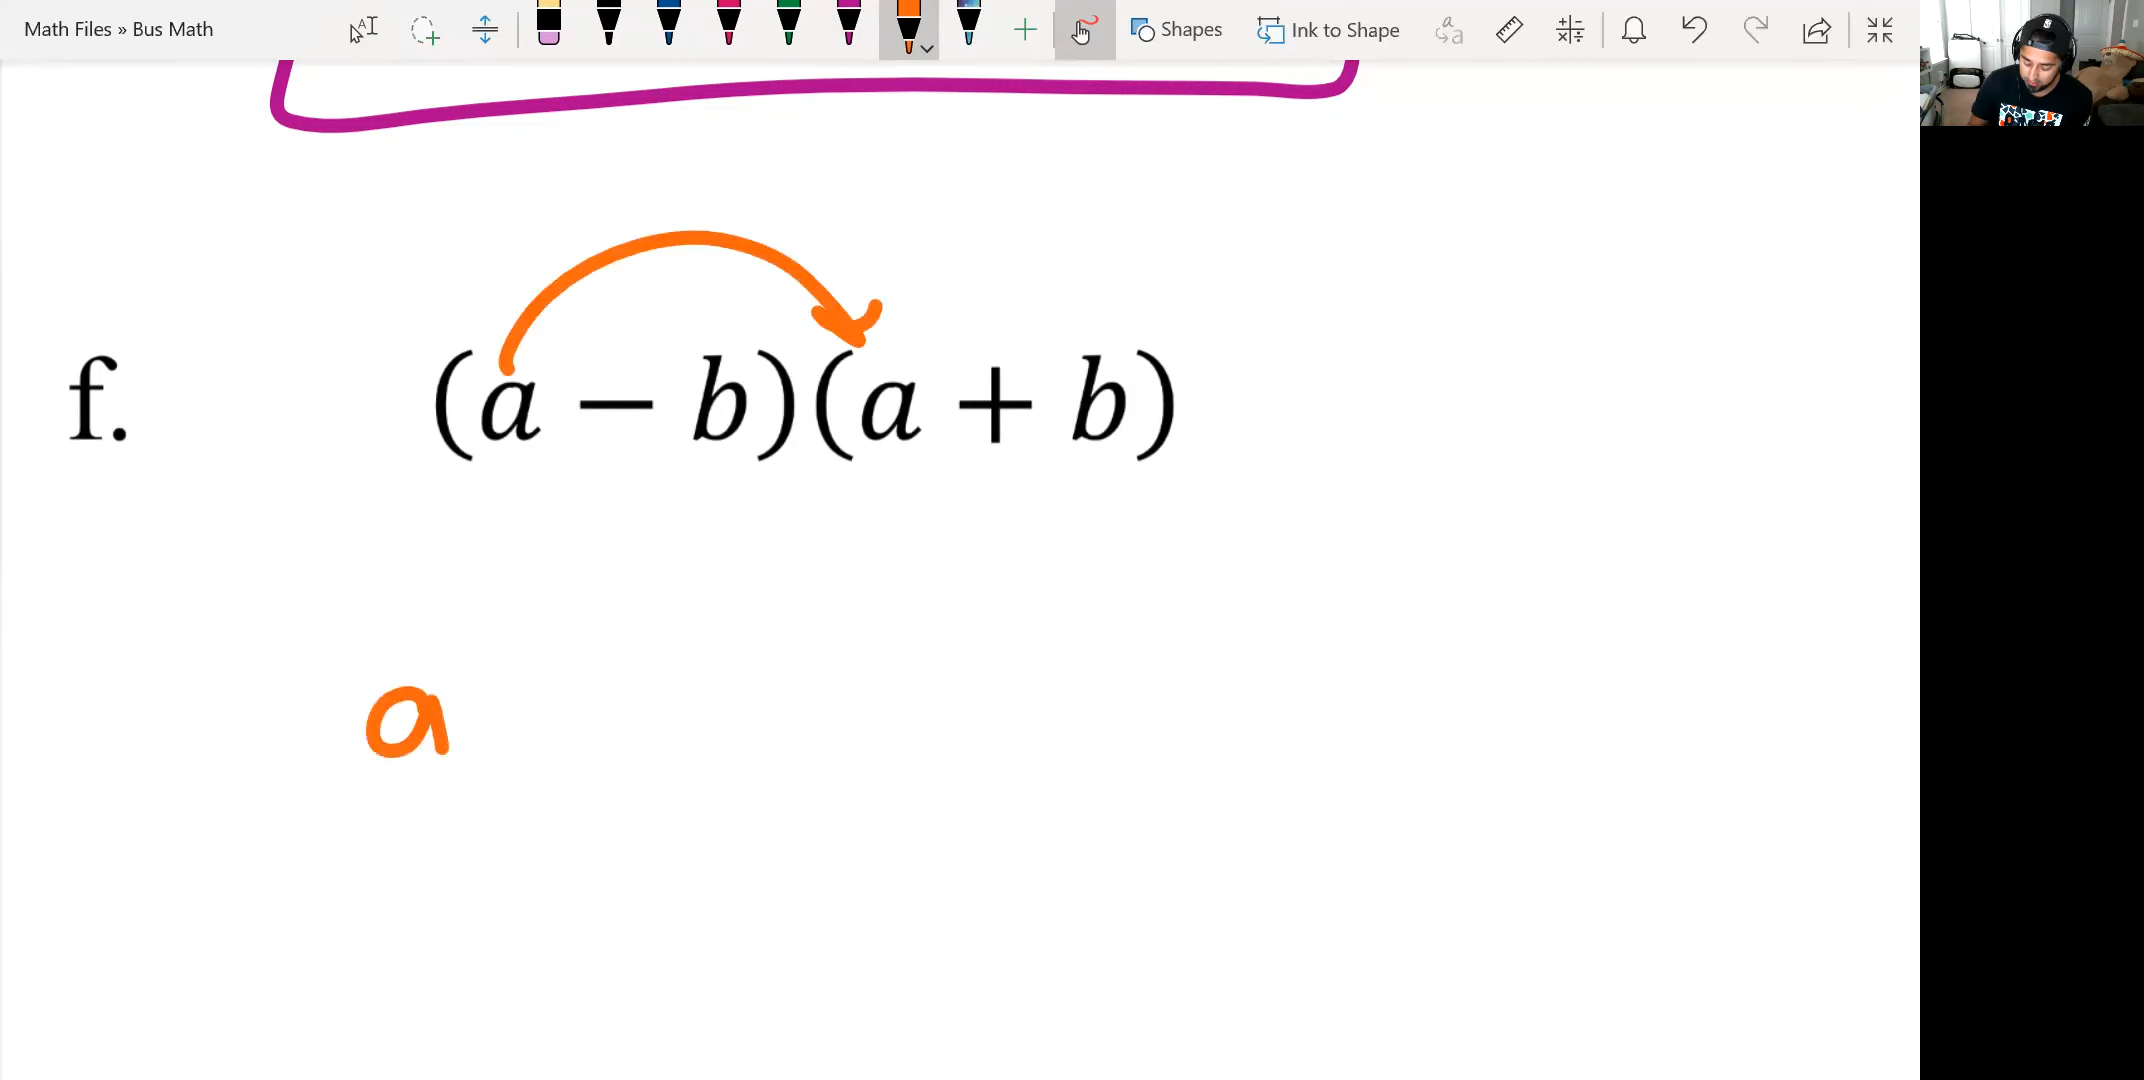 Math Files » Bus Math
Shapes
Ink to Shape
f. (a − b)(a + b)
a